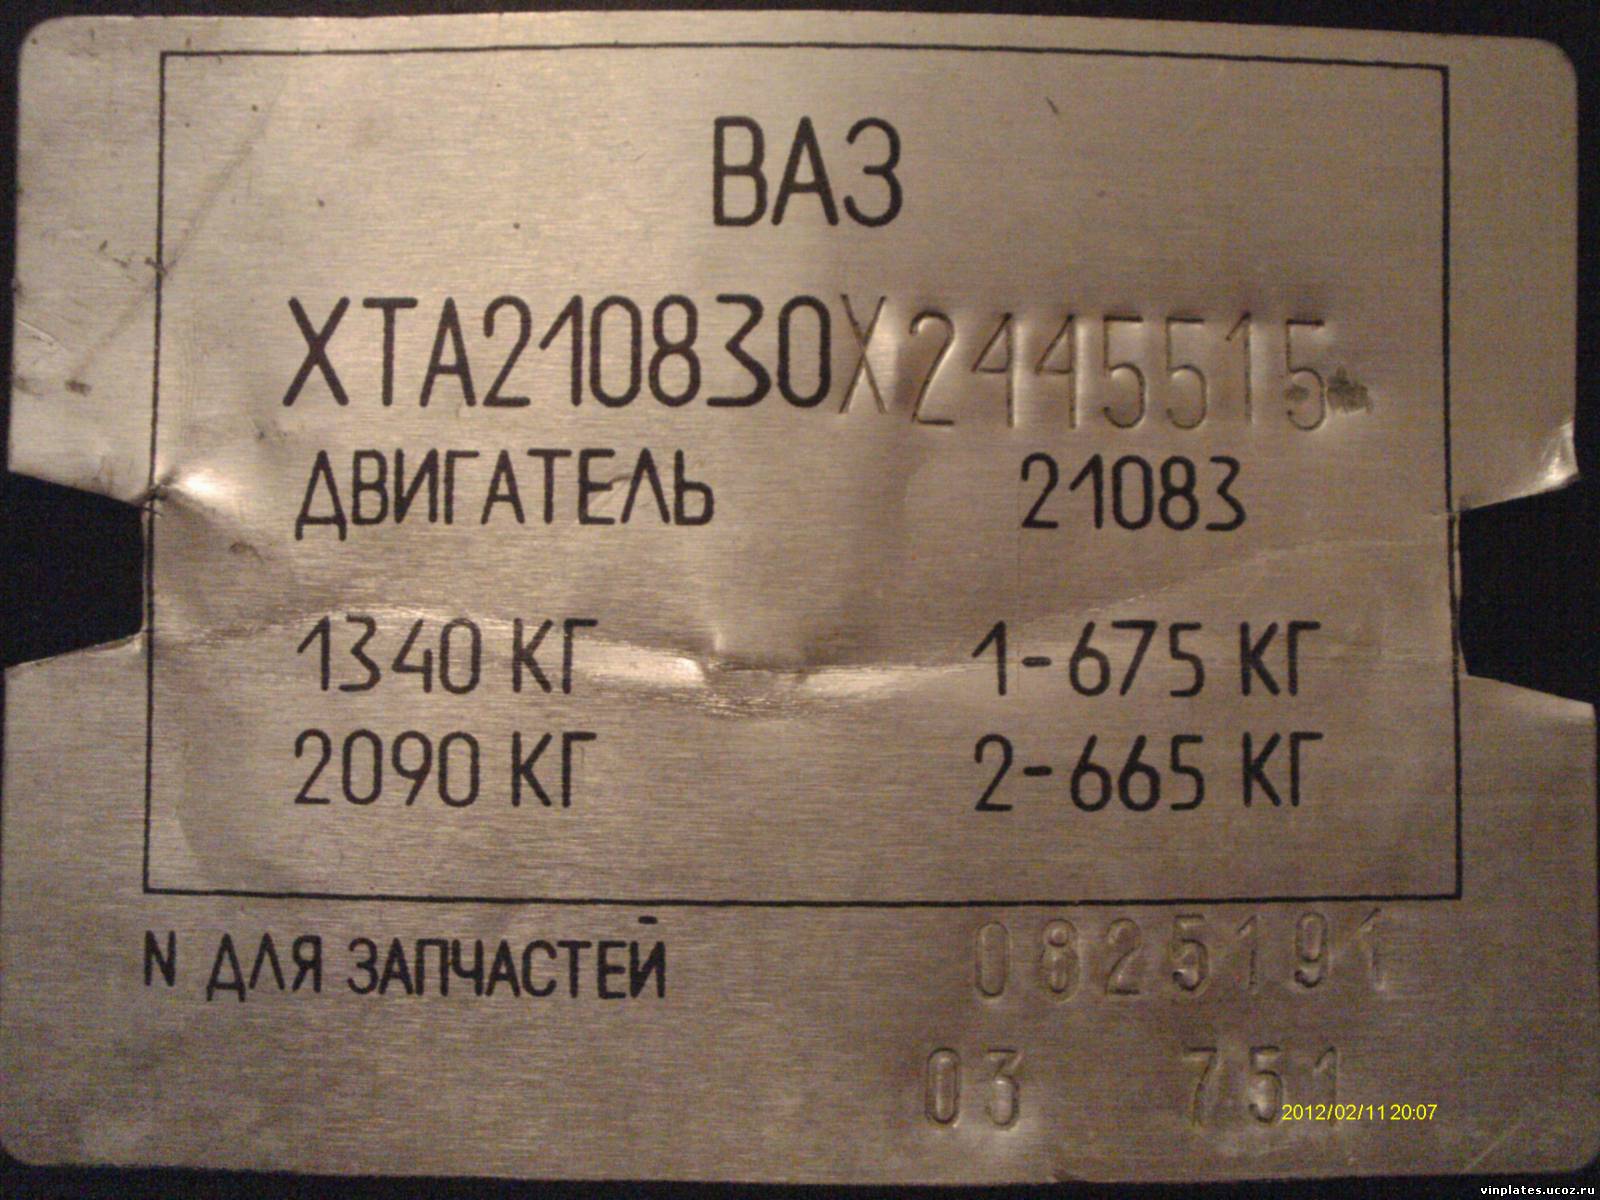 ВАЗ
ХТА210830X2445515
ДВИГАТЕЛЬ 21083
1340 КГ 1-675 КГ
2090 КГ 2-665 КГ
N ДЛЯ ЗАПЧАСТЕЙ 0825191
03 751
2012/02/11 20:07
vinplates.ucoz.ru